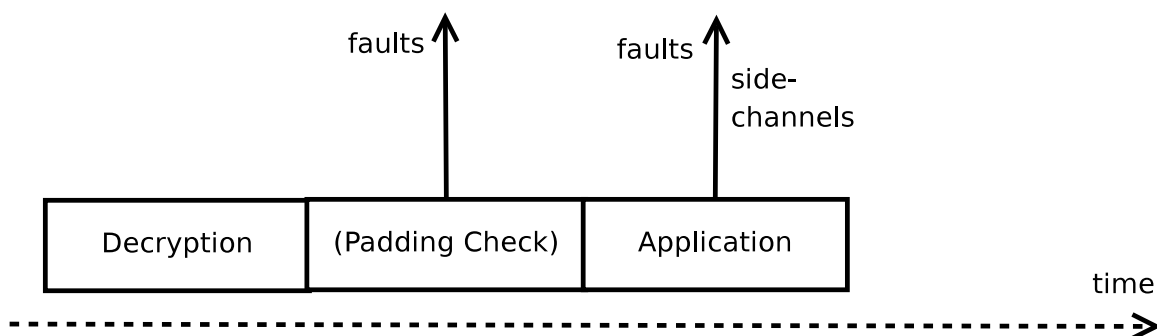 faults
faults
side-
channels
Decryption
(Padding Check)
Application
time